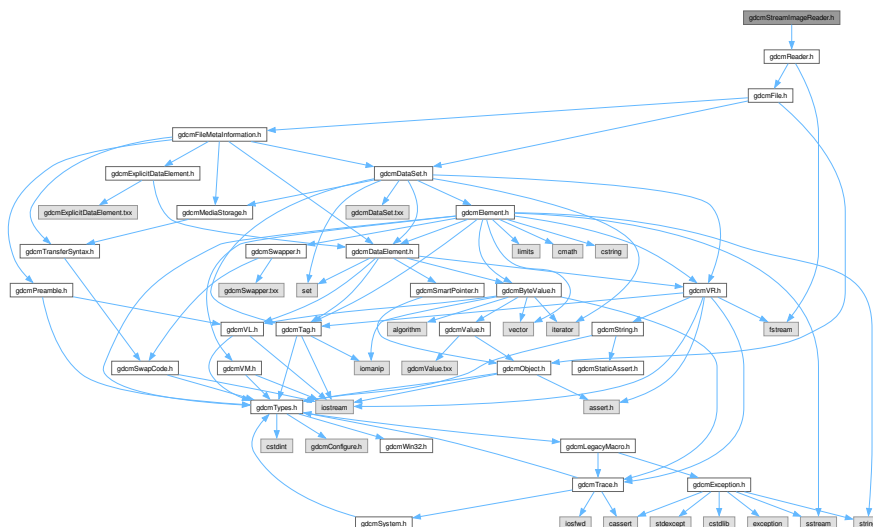 gdcmStreamImageReader.h
gdcmReader.h
gdcmFile.h
gdcmFileMetaInformation.h
gdcmExplicitDataElement.h
gdcmDataSet.h
gdcmExplicitDataElement.txx
gdcmMediaStorage.h
gdcmDataSet.txx
gdcmElement.h
gdcmTransferSyntax.h
gdcmSwapper.h
gdcmDataElement.h
limits
cmath
cstring
gdcmPreamble.h
gdcmSwapper.txx
set
gdcmSmartPointer.h
gdcmByteValue.h
gdcmVR.h
gdcmVL.h
gdcmTag.h
algorithm
gdcmValue.h
vector
iterator
gdcmString.h
fstream
gdcmSwapCode.h
gdcmVM.h
iomanip
gdcmValue.txx
gdcmObject.h
gdcmStaticAssert.h
gdcmTypes.h
iostream
assert.h
cstdint
gdcmConfigure.h
gdcmWin32.h
gdcmLegacyMacro.h
gdcmTrace.h
gdcmException.h
gdcmSystem.h
iosfwd
cassert
stdexcept
cstdlib
exception
sstream